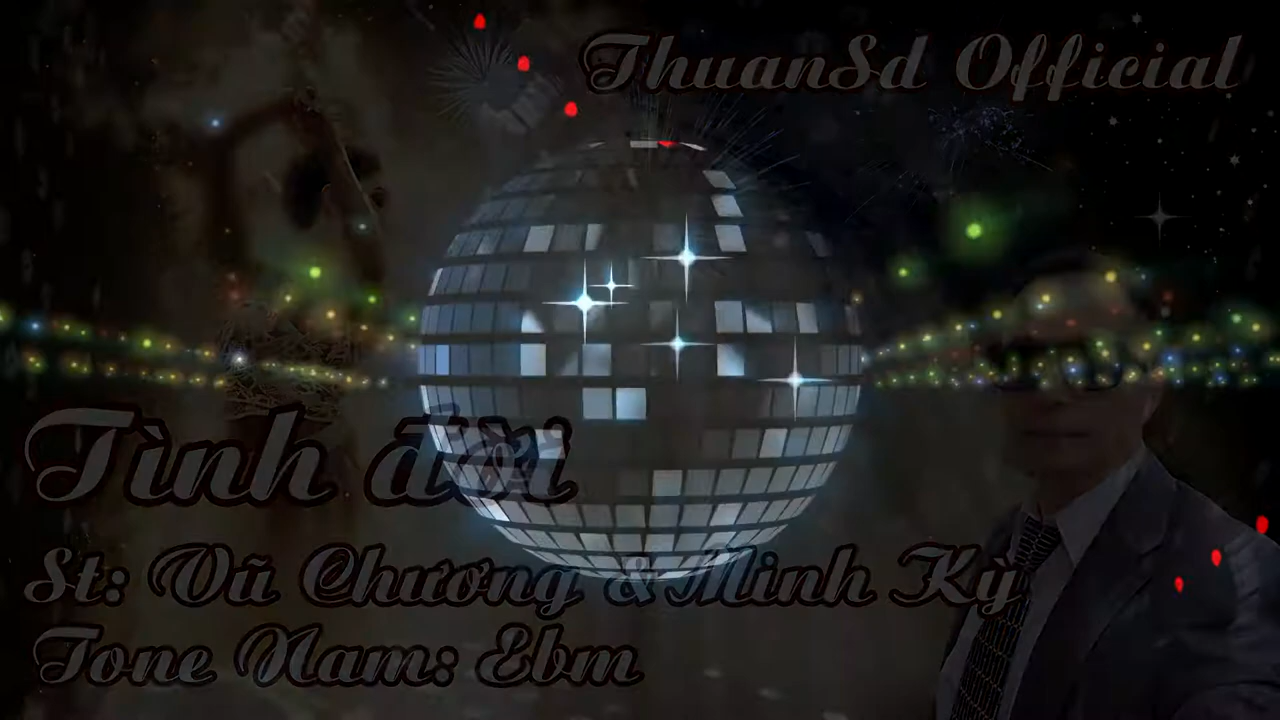 ThuanSd Official
Tình đời
St: Vũ Chương & Minh Kỳ
Tone Nam: Ebm